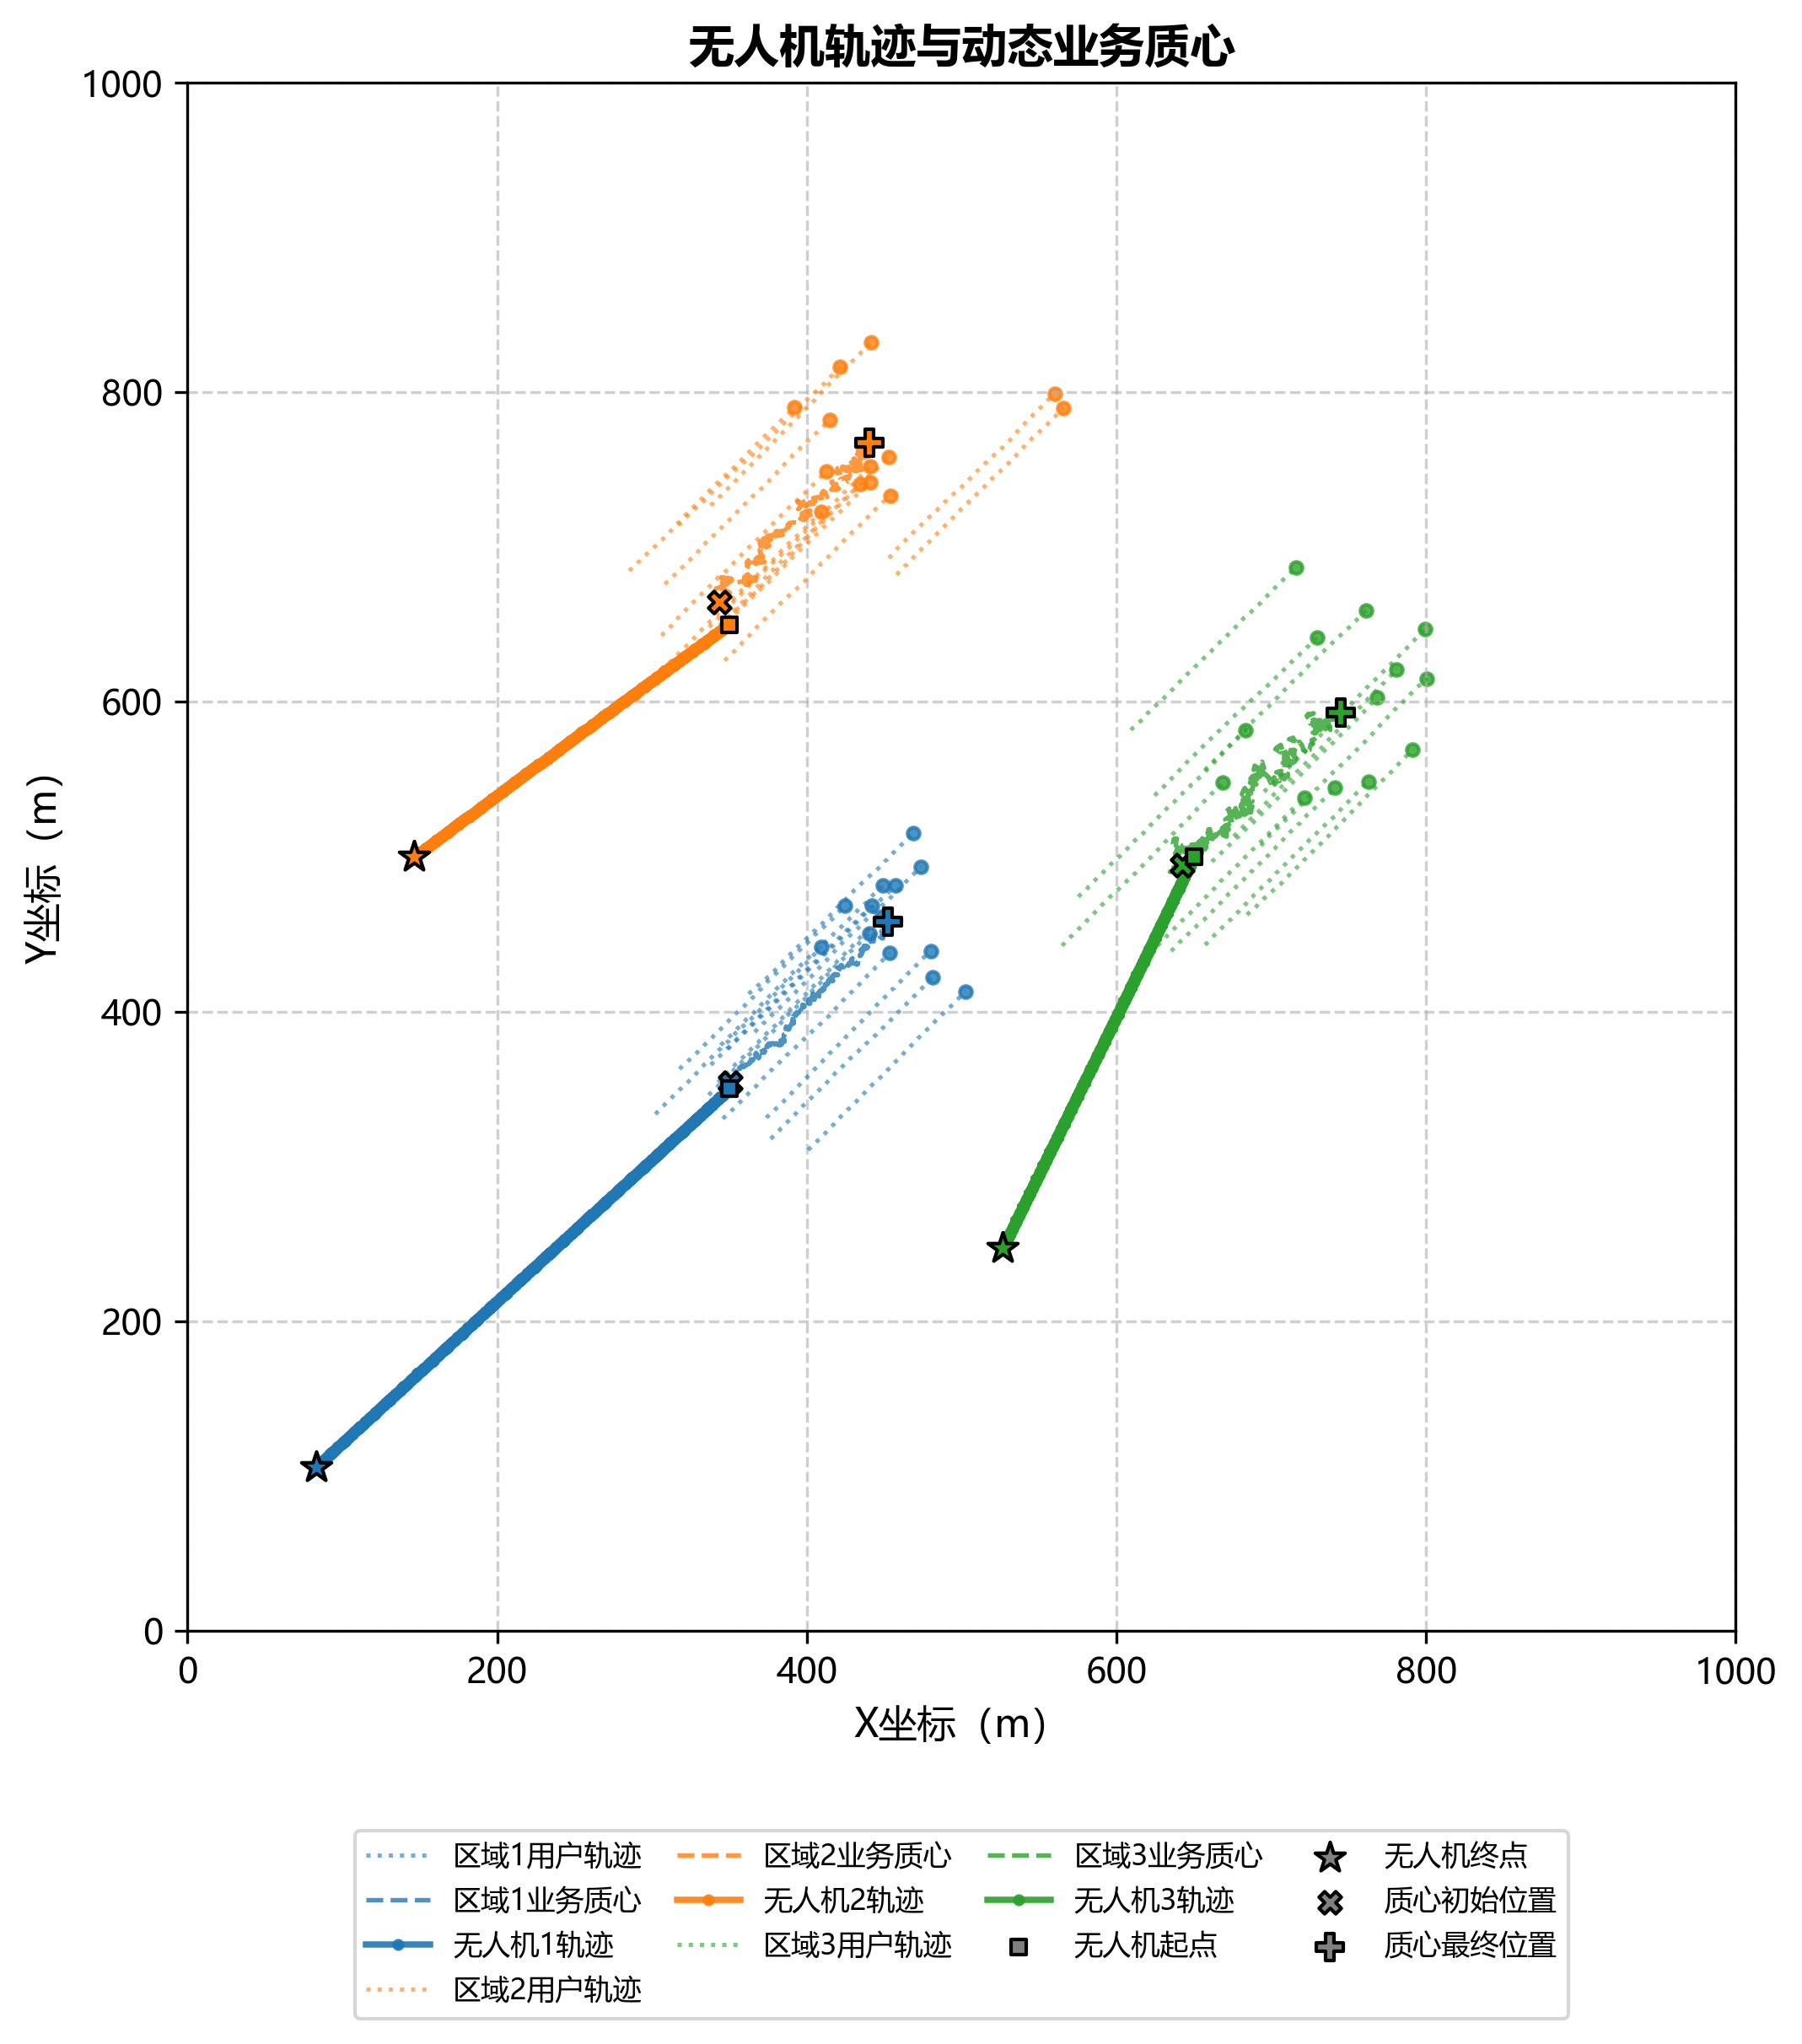 无人机轨迹与动态业务质心
1000
800
600
400
200
0
Y坐标（m）
0 200 400 600 800 1000
X坐标（m）
区域1用户轨迹 区域2业务质心 区域3业务质心 无人机终点
区域1业务质心 无人机2轨迹 无人机3轨迹 质心初始位置
无人机1轨迹 区域3用户轨迹 无人机起点 质心最终位置
区域2用户轨迹